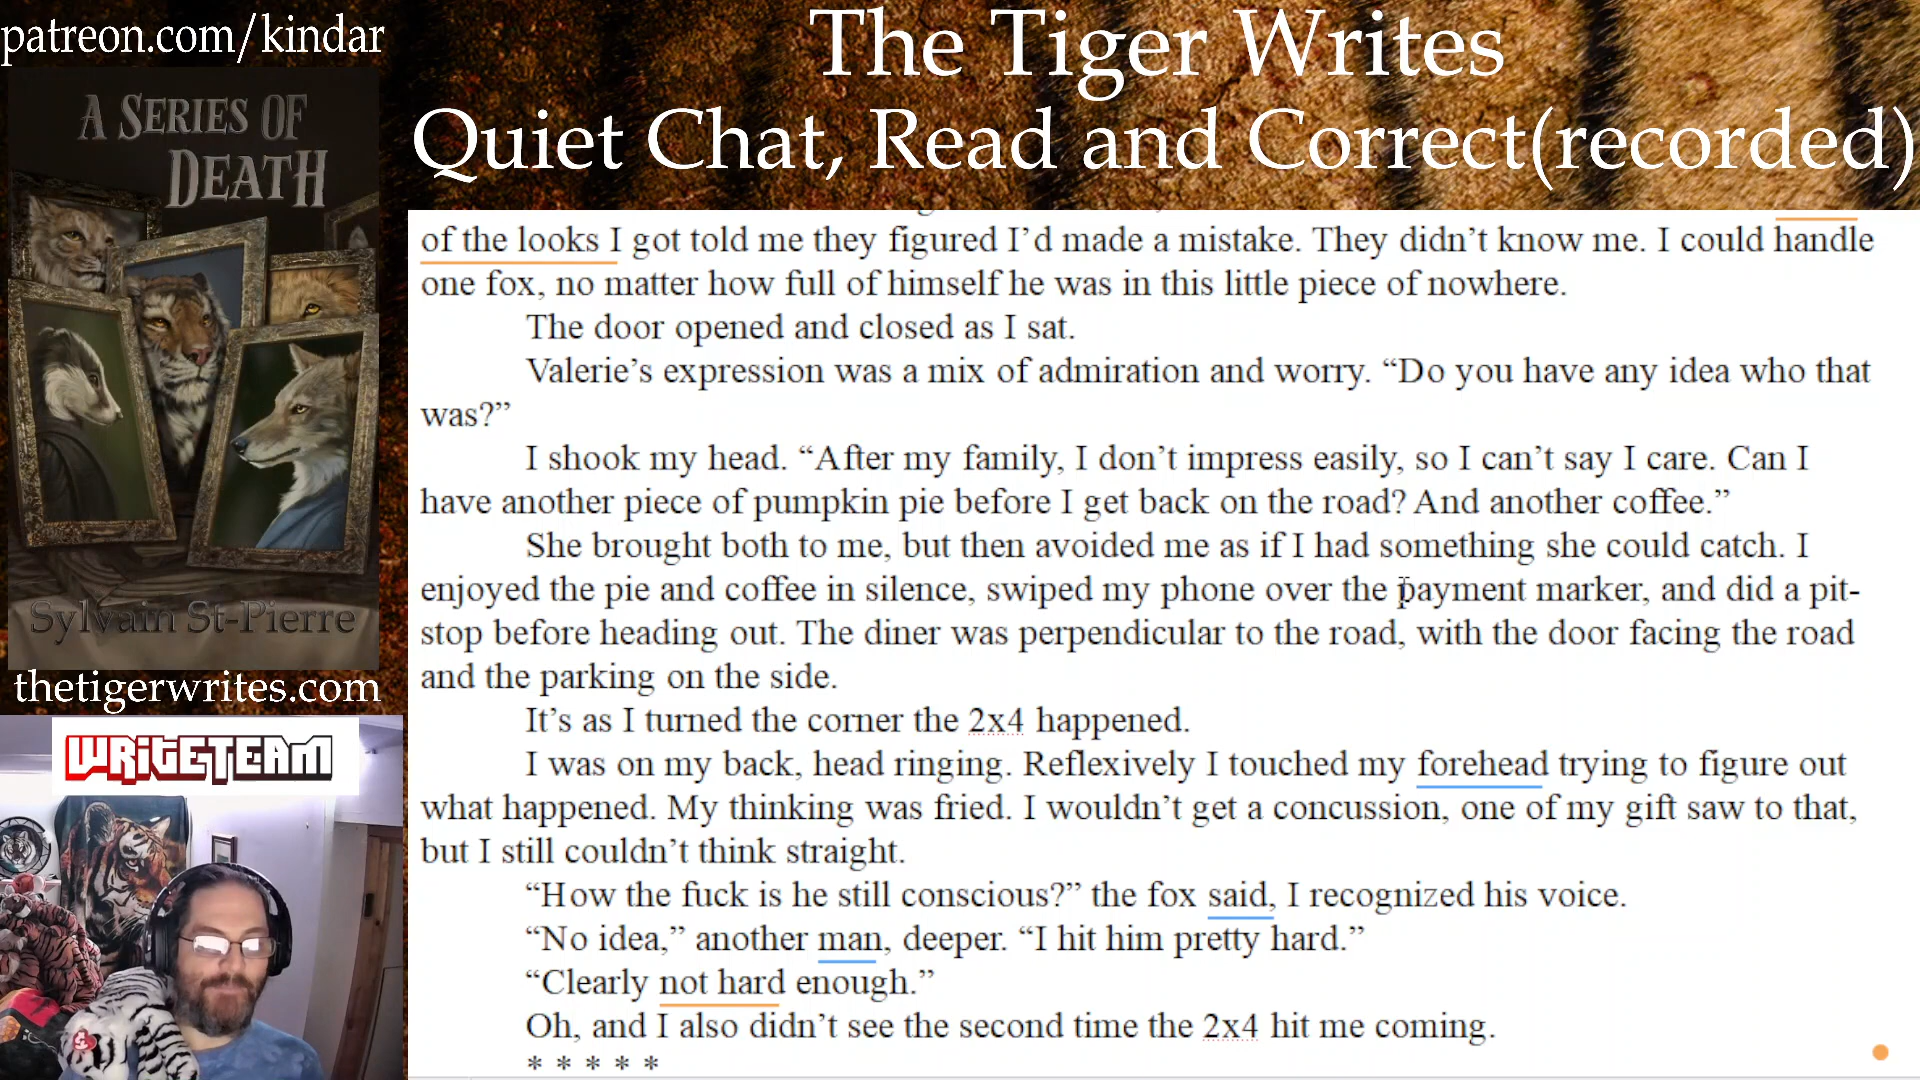 patreon.com/kindar
A SERIES OF
DEATH
Sylvain St-Pierre
thetigerwrites.com
WRITETEAM
The Tiger Writes
Quiet Chat, Read and Correct(recorded)
of the looks I got told me they figured I’d made a mistake. They didn’t know me. I could handle
one fox, no matter how full of himself he was in this little piece of nowhere.
The door opened and closed as I sat.
Valerie’s expression was a mix of admiration and worry. “Do you have any idea who that
was?”
I shook my head. “After my family, I don’t impress easily, so I can’t say I care. Can I
have another piece of pumpkin pie before I get back on the road? And another coffee.”
She brought both to me, but then avoided me as if I had something she could catch. I
enjoyed the pie and coffee in silence, swiped my phone over the payment marker, and did a pit-
stop before heading out. The diner was perpendicular to the road, with the door facing the road
and the parking on the side.
It’s as I turned the corner the 2x4 happened.
I was on my back, head ringing. Reflexively I touched my forehead trying to figure out
what happened. My thinking was fried. I wouldn’t get a concussion, one of my gift saw to that,
but I still couldn’t think straight.
“How the fuck is he still conscious?” the fox said, I recognized his voice.
“No idea,” another man, deeper. “I hit him pretty hard.”
“Clearly not hard enough.”
Oh, and I also didn’t see the second time the 2x4 hit me coming.
* * * * *